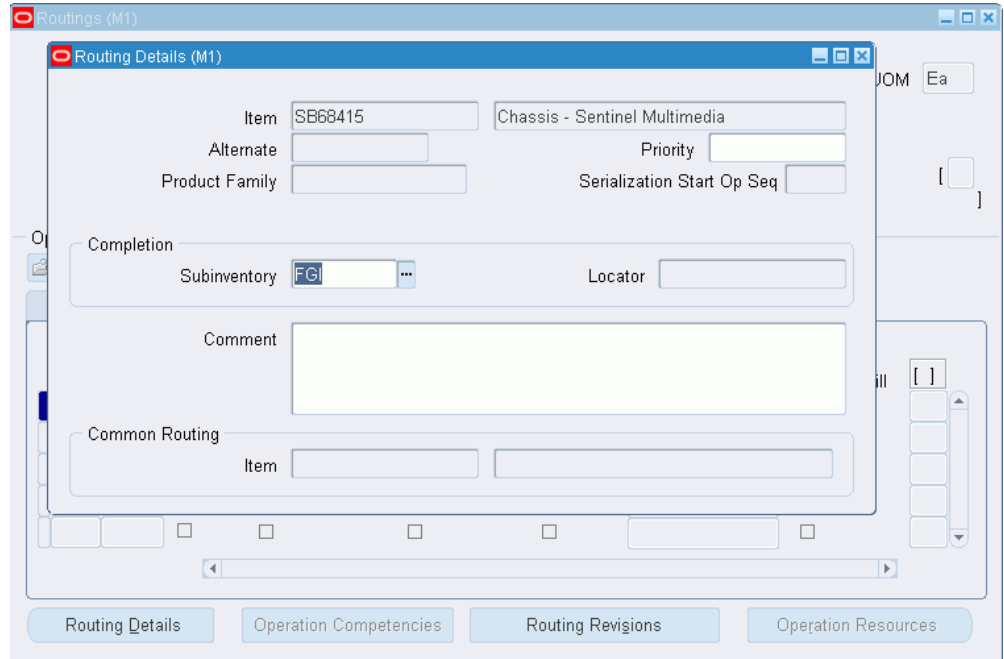 Routings (M1)
Routing Details (M1)
UOM Ea
Item SB68415 Chassis - Sentinel Multimedia
Alternate Priority
Product Family Serialization Start Op Seq [ ]
Completion
Subinventory FGI ... Locator
Comment
[ ]
Common Routing
Item
Routing Details Operation Competencies Routing Revisions Operation Resources